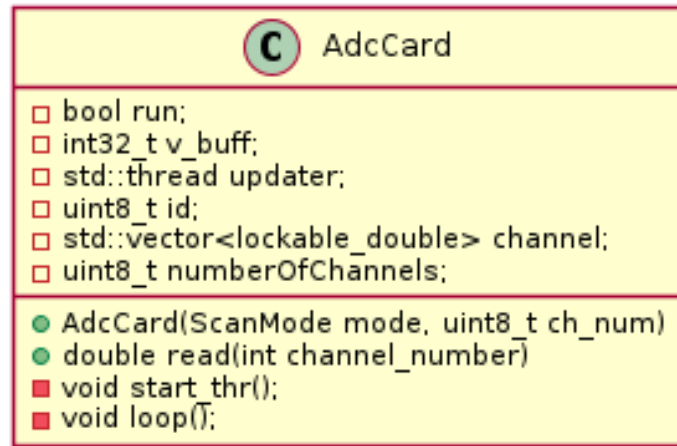 C AdcCard
bool run;
int32_t v_buff;
std::thread updater;
uint8_t id;
std::vector<lockable_double> channel;
uint8_t numberOfChannels;
AdcCard(ScanMode mode, uint8_t ch_num)
double read(int channel_number)
void start_thr();
void loop();